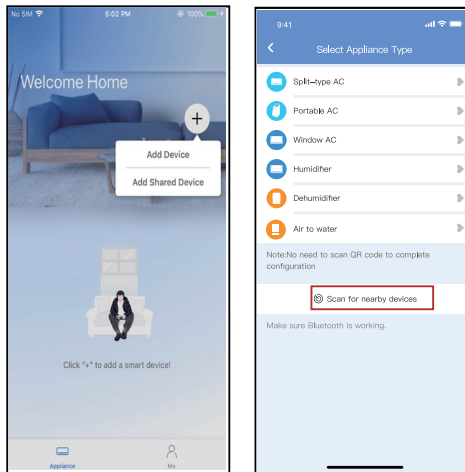 No SIM 5:02 PM 100%
Welcome Home
+
Add Device
Add Shared Device
Click "+" to add a smart device!
Appliance Me
9:41
Select Appliance Type
Split-type AC
Portable AC
Window AC
Humidifier
Dehumidifier
Air to water
Note:No need to scan QR code to complete
configuration
Scan for nearby devices
Make sure Bluetooth is working.